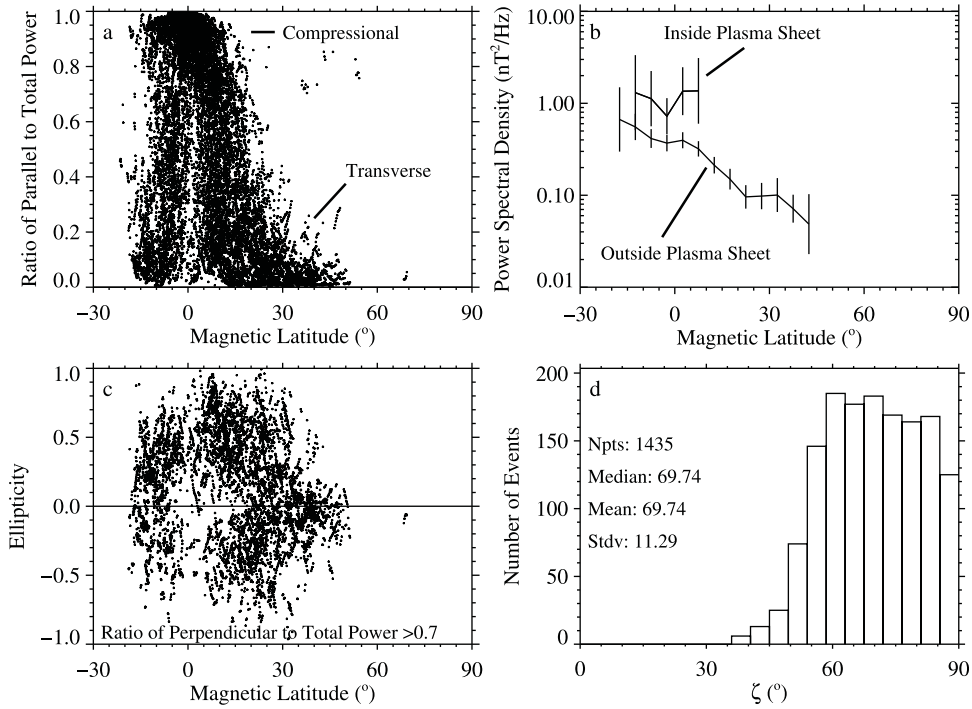 a
Compressional
Transverse
Ratio of Parallel to Total Power
1.0
0.8
0.6
0.4
0.2
0.0
−30
0
30
60
90
Magnetic Latitude (°)
b
Inside Plasma Sheet
Outside Plasma Sheet
Power Spectral Density (nT²/Hz)
10.00
1.00
0.10
0.01
−30
0
30
60
90
Magnetic Latitude (°)
c
Ratio of Perpendicular to Total Power >0.7
Ellipticity
1.0
0.5
0.0
−0.5
−1.0
−30
0
30
60
90
Magnetic Latitude (°)
d
Npts: 1435
Median: 69.74
Mean: 69.74
Stdv: 11.29
Number of Events
200
150
100
50
0
0
30
60
90
ζ (°)